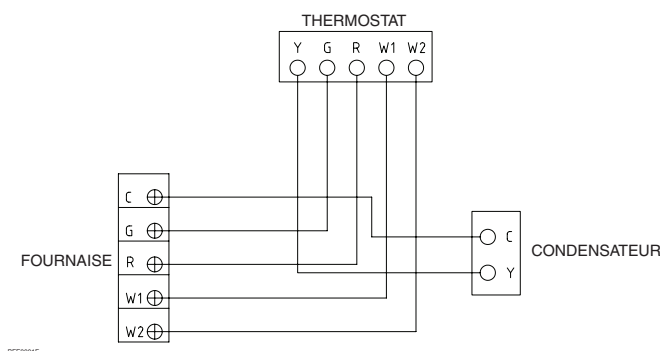 THERMOSTAT
Y G R W1 W2
C
G
FOURNAISE
R
W1
W2
C
CONDENSATEUR
Y